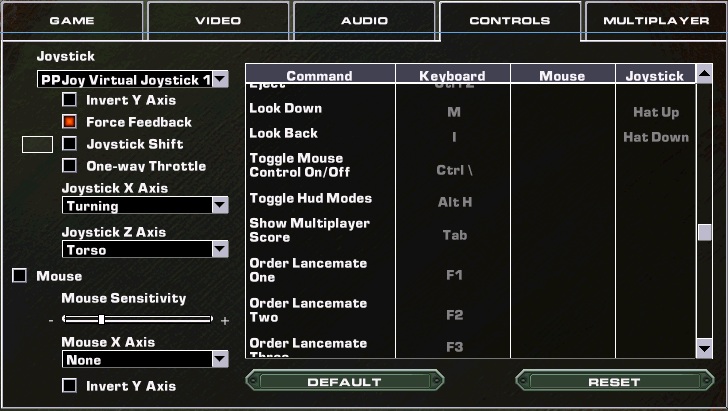 GAME VIDEO AUDIO CONTROLS MULTIPLAYER
Joystick
PPJoy Virtual Joystick 1
Invert Y Axis
Force Feedback
Joystick Shift
One-way Throttle
Joystick X Axis
Turning
Joystick Z Axis
Torso
Mouse
Mouse Sensitivity
- +
Mouse X Axis
None
Invert Y Axis
Command Keyboard Mouse Joystick
Eject Ctrl Z
Look Down M Hat Up
Look Back I Hat Down
Toggle Mouse
Control On/Off Ctrl \
Toggle Hud Modes Alt H
Show Multiplayer
Score Tab
Order Lancemate
One F1
Order Lancemate
Two F2
Order Lancemate
Three F3
DEFAULT RESET